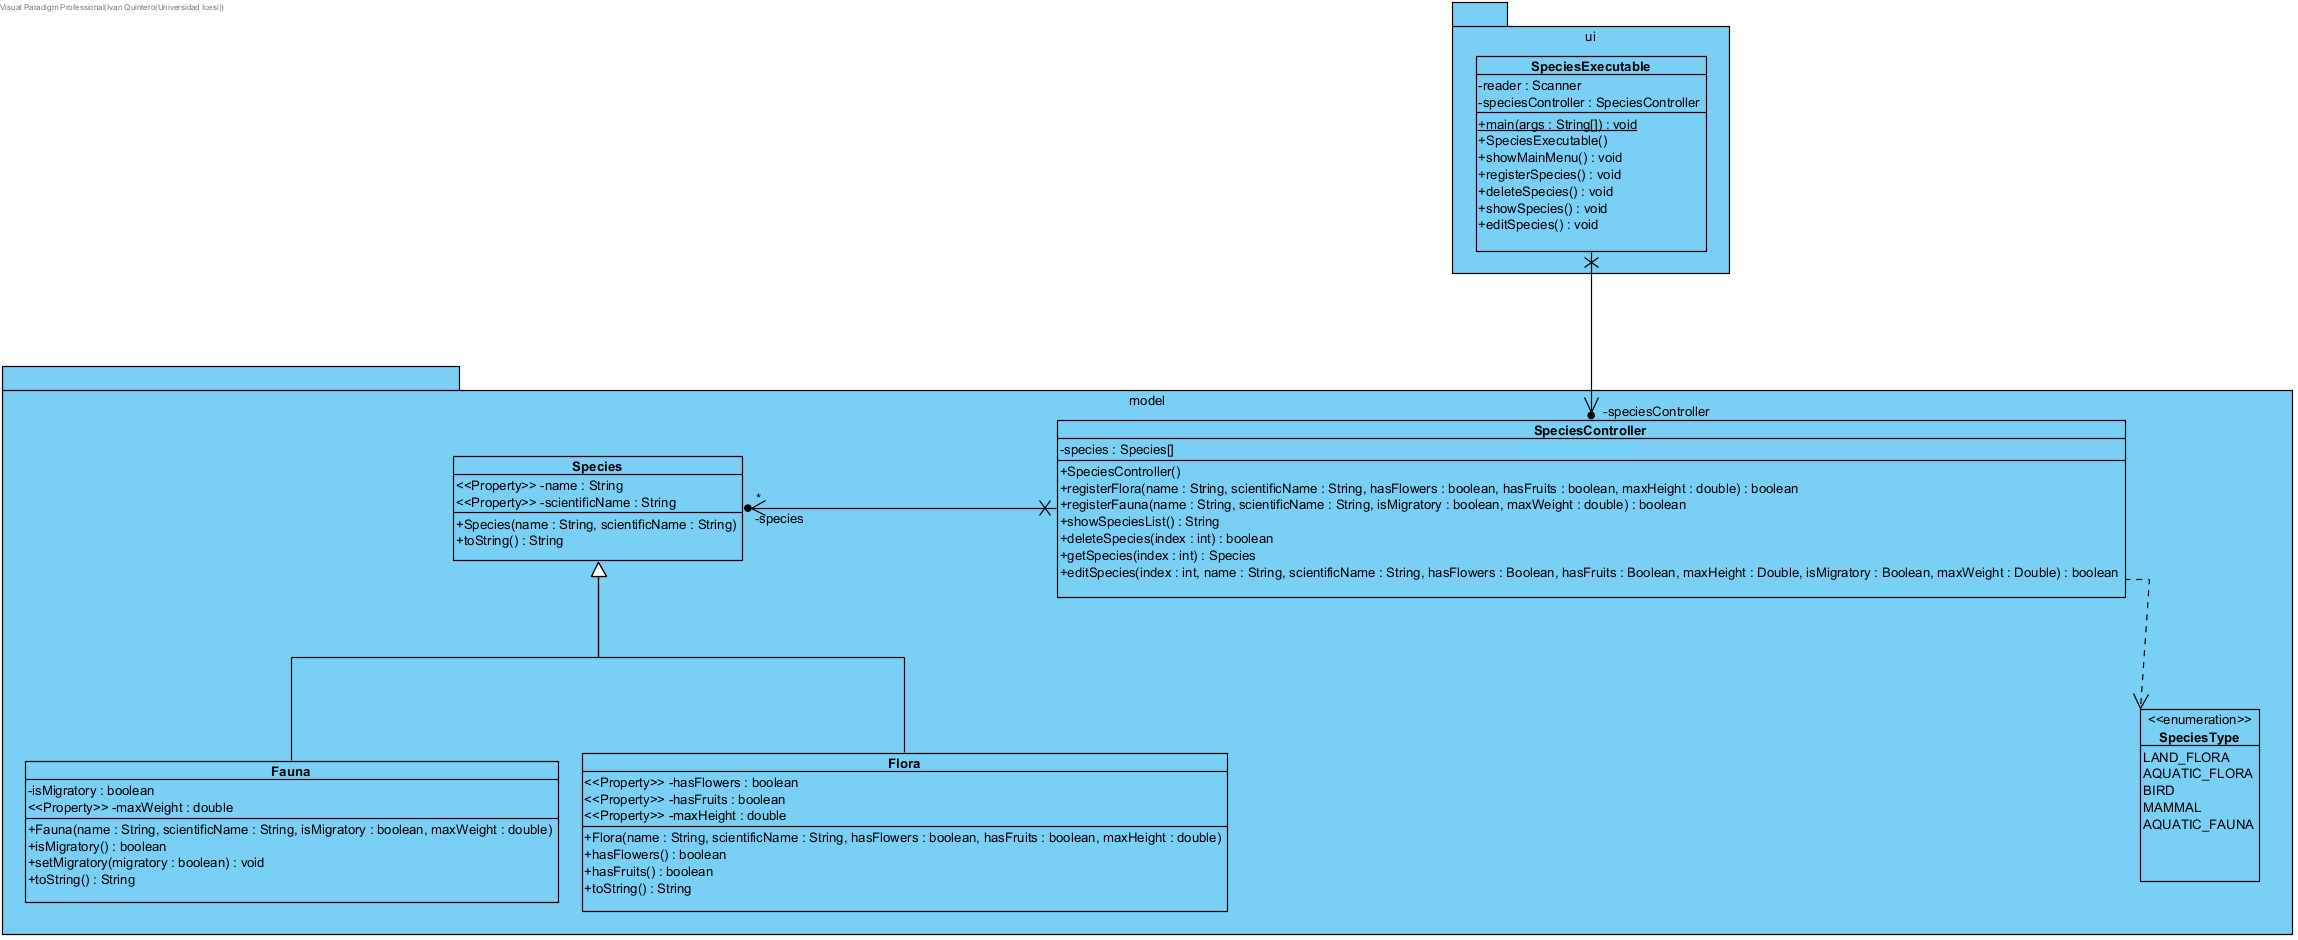 Visual Paradigm Professional(Ivan Quintero(Universidad Icesi))
ui
SpeciesExecutable
-reader : Scanner
-speciesController : SpeciesController
+main(args : String[]) : void
+SpeciesExecutable()
+showMainMenu() : void
+registerSpecies() : void
+deleteSpecies() : void
+showSpecies() : void
+editSpecies() : void
model
-speciesController
SpeciesController
-species : Species[]
+SpeciesController()
+registerFlora(name : String, scientificName : String, hasFlowers : boolean, hasFruits : boolean, maxHeight : double) : boolean
+registerFauna(name : String, scientificName : String, isMigratory : boolean, maxWeight : double) : boolean
+showSpeciesList() : String
+deleteSpecies(index : int) : boolean
+getSpecies(index : int) : Species
+editSpecies(index : int, name : String, scientificName : String, hasFlowers : Boolean, hasFruits : Boolean, maxHeight : Double, isMigratory : Boolean, maxWeight : Double) : boolean
Species
<<Property>> -name : String
<<Property>> -scientificName : String
+Species(name : String, scientificName : String)
+toString() : String
*
-species
Fauna
-isMigratory : boolean
<<Property>> -maxWeight : double
+Fauna(name : String, scientificName : String, isMigratory : boolean, maxWeight : double)
+isMigratory() : boolean
+setMigratory(migratory : boolean) : void
+toString() : String
Flora
<<Property>> -hasFlowers : boolean
<<Property>> -hasFruits : boolean
<<Property>> -maxHeight : double
+Flora(name : String, scientificName : String, hasFlowers : boolean, hasFruits : boolean, maxHeight : double)
+hasFlowers() : boolean
+hasFruits() : boolean
+toString() : String
<<enumeration>>
SpeciesType
LAND_FLORA
AQUATIC_FLORA
BIRD
MAMMAL
AQUATIC_FAUNA